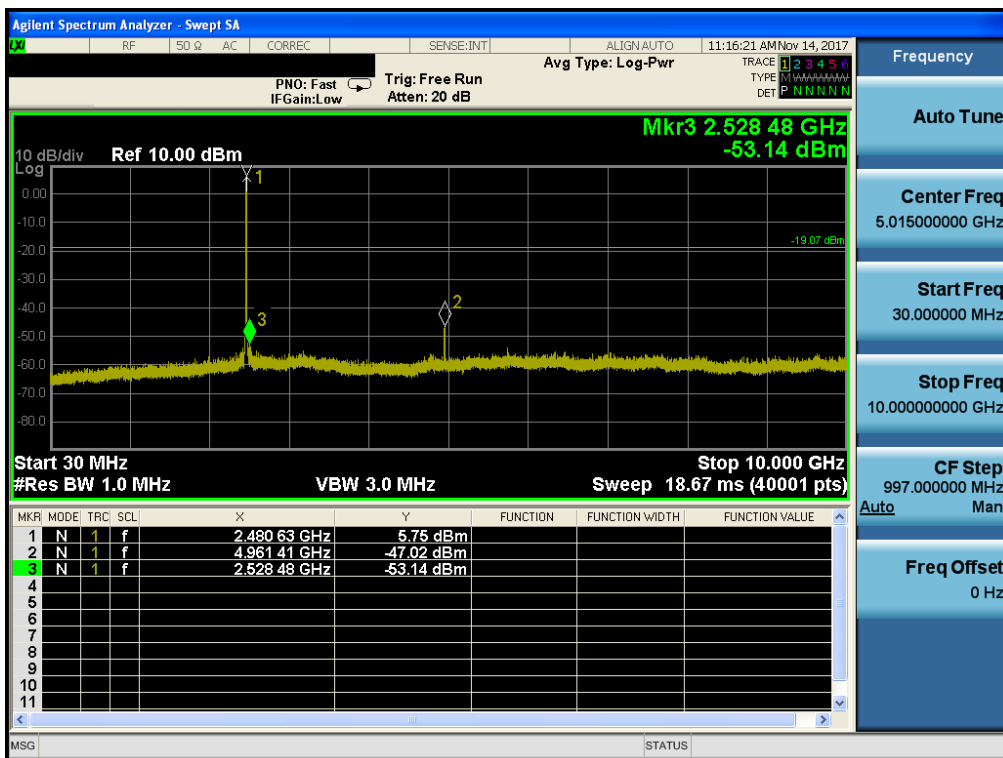 Agilent Spectrum Analyzer - Swept SA
LXI RF 50 Ω AC CORREC SENSE:INT ALIGN AUTO 11:16:21 AM Nov 14, 2017
Frequency
PNO: Fast
IFGain:Low
Trig: Free Run
Atten: 20 dB
Avg Type: Log-Pwr
TRACE 1 2 3 4 5 6
TYPE M
DET P N N N N N
Auto Tune
Mkr3 2.528 48 GHz
-53.14 dBm
10 dB/div Ref 10.00 dBm
Log
0.00
-10.0
-20.0
-30.0
-40.0
-50.0
-60.0
-70.0
-80.0
1
2
3
-19.07 dBm
Start 30 MHz Stop 10.000 GHz
#Res BW 1.0 MHz VBW 3.0 MHz Sweep 18.67 ms (40001 pts)
Center Freq
5.015000000 GHz
Start Freq
30.000000 MHz
Stop Freq
10.000000000 GHz
CF Step
997.000000 MHz
Auto Man
Freq Offset
0 Hz
MKR MODE TRC SCL X Y FUNCTION FUNCTION WIDTH FUNCTION VALUE
1 N 1 f 2.480 63 GHz 5.75 dBm
2 N 1 f 4.961 41 GHz -47.02 dBm
3 N 1 f 2.528 48 GHz -53.14 dBm
4
5
6
7
8
9
10
11
MSG STATUS